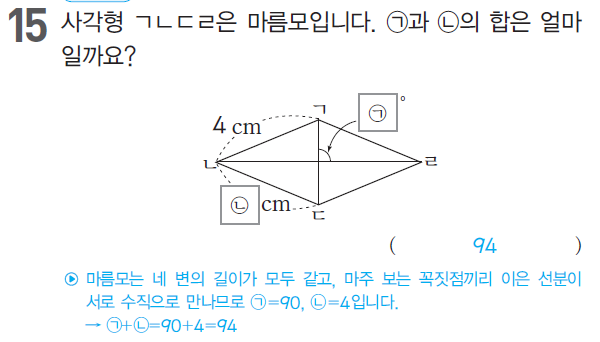 15 사각형 ㄱㄴㄷㄹ은 마름모입니다. ㉠과 ㉡의 합은 얼마
일까요?
ㄱ
㉠°
4 cm
ㄴ
ㄹ
㉡ cm
ㄷ
( 94 )
▶ 마름모는 네 변의 길이가 모두 같고, 마주 보는 꼭짓점끼리 이은 선분이
서로 수직으로 만나므로 ㉠=90, ㉡=4입니다.
→ ㉠+㉡=90+4=94